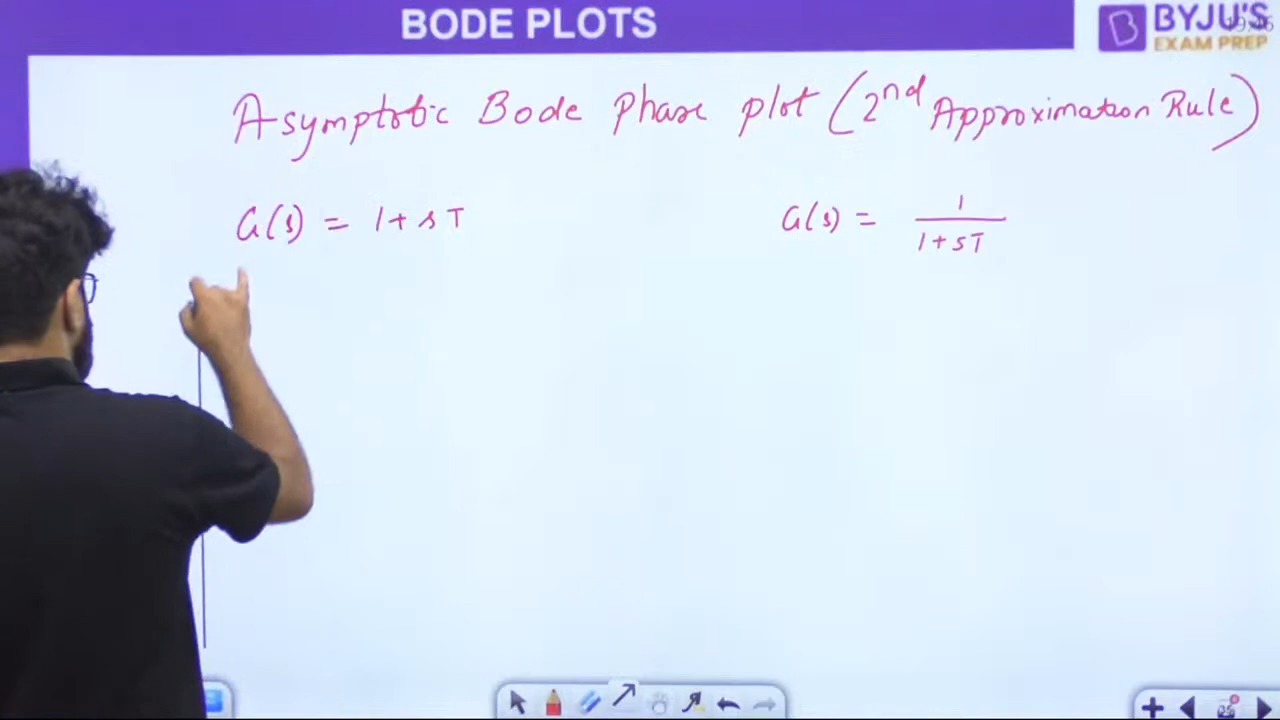 BODE PLOTS
BYJU'S
EXAM PREP
Asymptotic Bode Phase plot (2nd Approximation Rule)
G(s) = 1+sT
G(s) = 1/(1+sT)